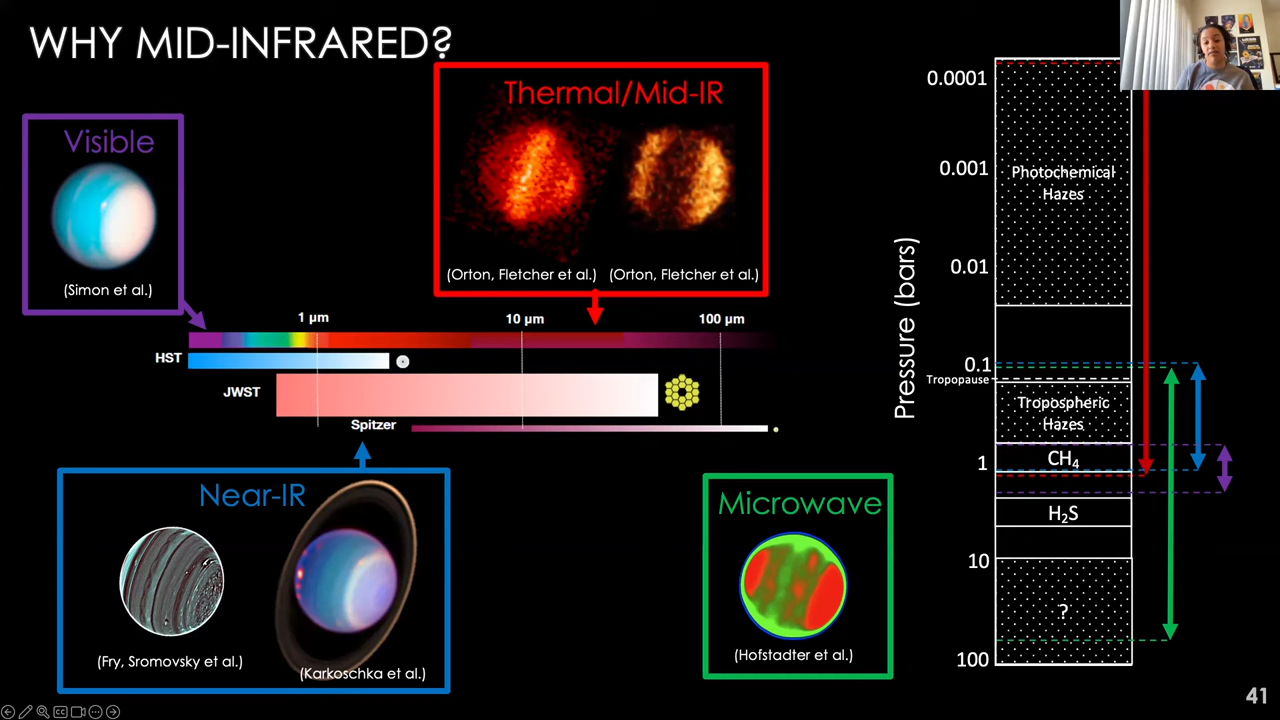 WHY MID-INFRARED?
Visible
(Simon et al.)
Thermal/Mid-IR
(Orton, Fletcher et al.)
(Orton, Fletcher et al.)
1 µm
10 µm
100 µm
HST
JWST
Spitzer
Near-IR
(Fry, Sromovsky et al.)
(Karkoschka et al.)
Microwave
(Hofstadter et al.)
Pressure (bars)
0.0001
0.001
0.01
0.1
Tropopause
1
10
100
Photochemical
Hazes
Tropospheric
Hazes
CH₄
H₂S
?
41